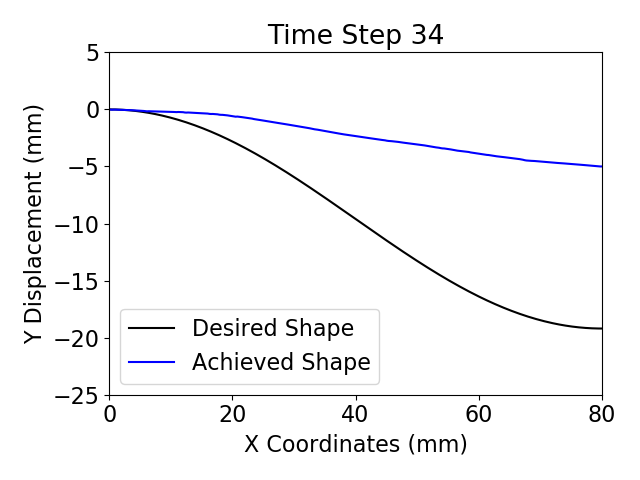 Time Step 34
Y Displacement (mm)
5
0
−5
−10
−15
−20
−25
Desired Shape
Achieved Shape
0 20 40 60 80
X Coordinates (mm)